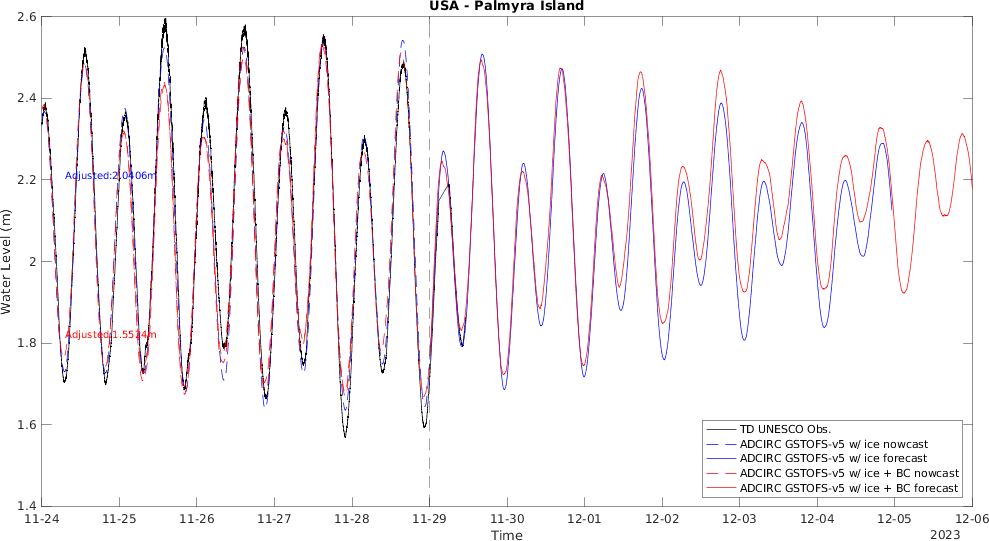 USA - Palmyra Island
2.6
2.4
2.2
2
1.8
1.6
1.4
Water Level (m)
Adjusted:2.0406m
Adjusted:1.5524m
TD UNESCO Obs.
ADCIRC GSTOFS-v5 w/ ice nowcast
ADCIRC GSTOFS-v5 w/ ice forecast
ADCIRC GSTOFS-v5 w/ ice + BC nowcast
ADCIRC GSTOFS-v5 w/ ice + BC forecast
11-24 11-25 11-26 11-27 11-28 11-29 11-30 12-01 12-02 12-03 12-04 12-05 12-06
Time
2023